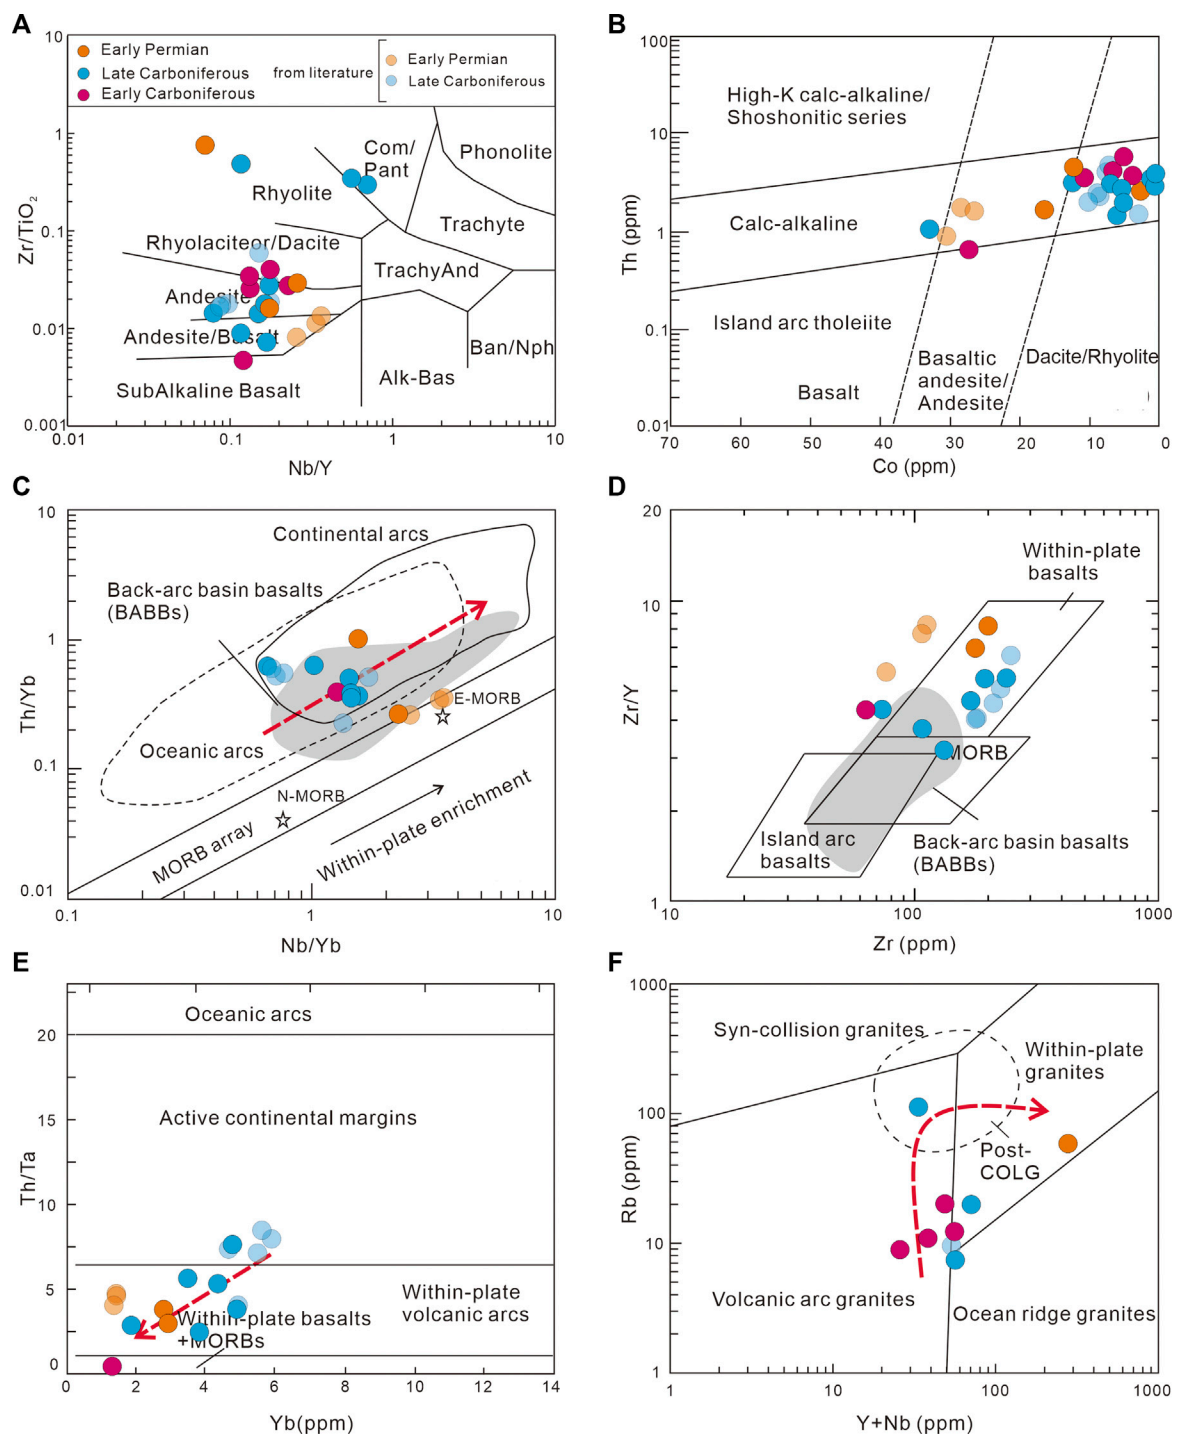 A
10
1
0.1
0.01
0.001
Zr/TiO2
Early Permian
Late Carboniferous
Early Carboniferous
from literature
Early Permian
Late Carboniferous
Com/
Pant
Phonolite
Rhyolite
Trachyte
Rhyolaciteor/Dacite
TrachyAnd
Andesite
Andesite/Basalt
Ban/Nph
SubAlkaline Basalt
Alk-Bas
0.01
0.1
1
10
Nb/Y
B
100
10
1
0.1
0.01
Th (ppm)
High-K calc-alkaline/
Shoshonitic series
Calc-alkaline
Island arc tholeiite
Basalt
Basaltic
andesite/
Andesite
Dacite/Rhyolite
70
60
50
40
30
20
10
0
Co (ppm)
C
10
1
0.1
0.01
Th/Yb
Continental arcs
Back-arc basin basalts
(BABBs)
E-MORB
Oceanic arcs
N-MORB
MORB array
Within-plate enrichment
0.1
1
10
Nb/Yb
D
20
10
1
Zr/Y
Within-plate
basalts
MORB
Island arc
basalts
Back-arc basin basalts
(BABBs)
10
100
1000
Zr (ppm)
E
20
15
10
5
0
Th/Ta
Oceanic arcs
Active continental margins
Within-plate
volcanic arcs
Within-plate basalts
+MORBs
0
2
4
6
8
10
12
14
Yb(ppm)
F
1000
100
10
1
Rb (ppm)
Syn-collision granites
Within-plate
granites
Post-
COLG
Volcanic arc granites
Ocean ridge granites
1
10
100
1000
Y+Nb (ppm)